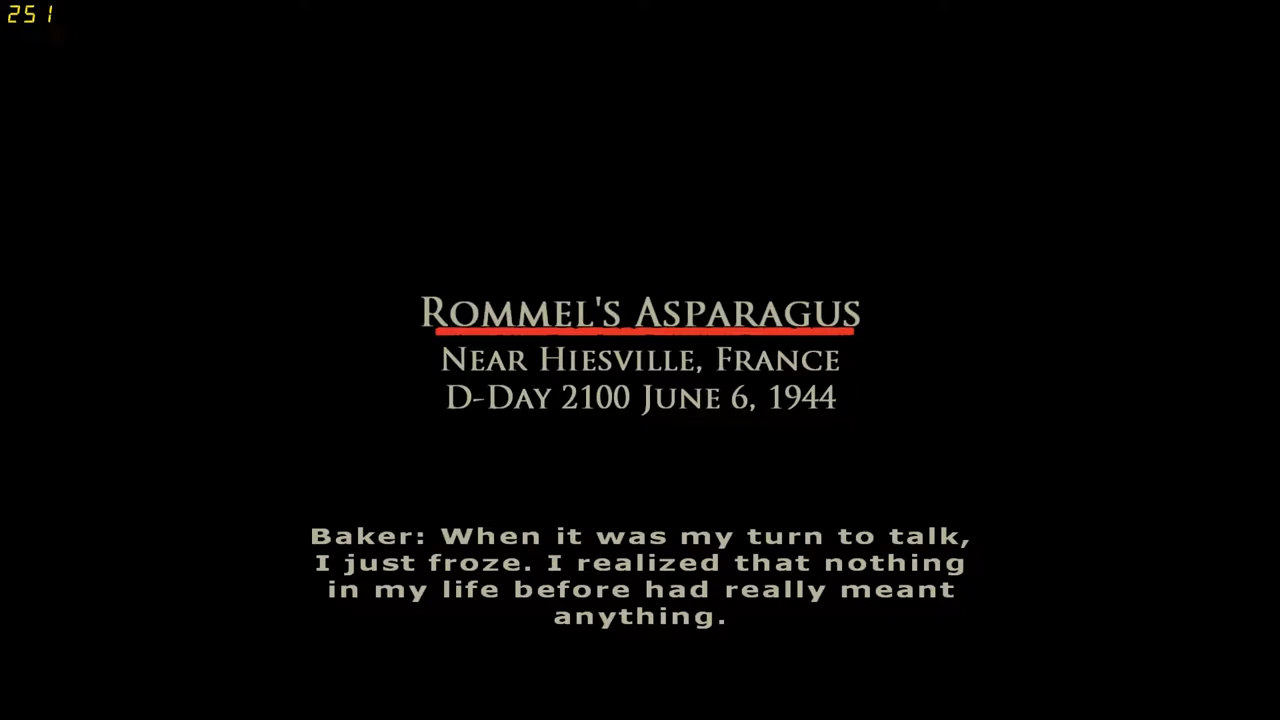 251
Rommel's Asparagus
Near Hiesville, France
D-Day 2100 June 6, 1944
Baker: When it was my turn to talk,
I just froze. I realized that nothing
in my life before had really meant
anything.